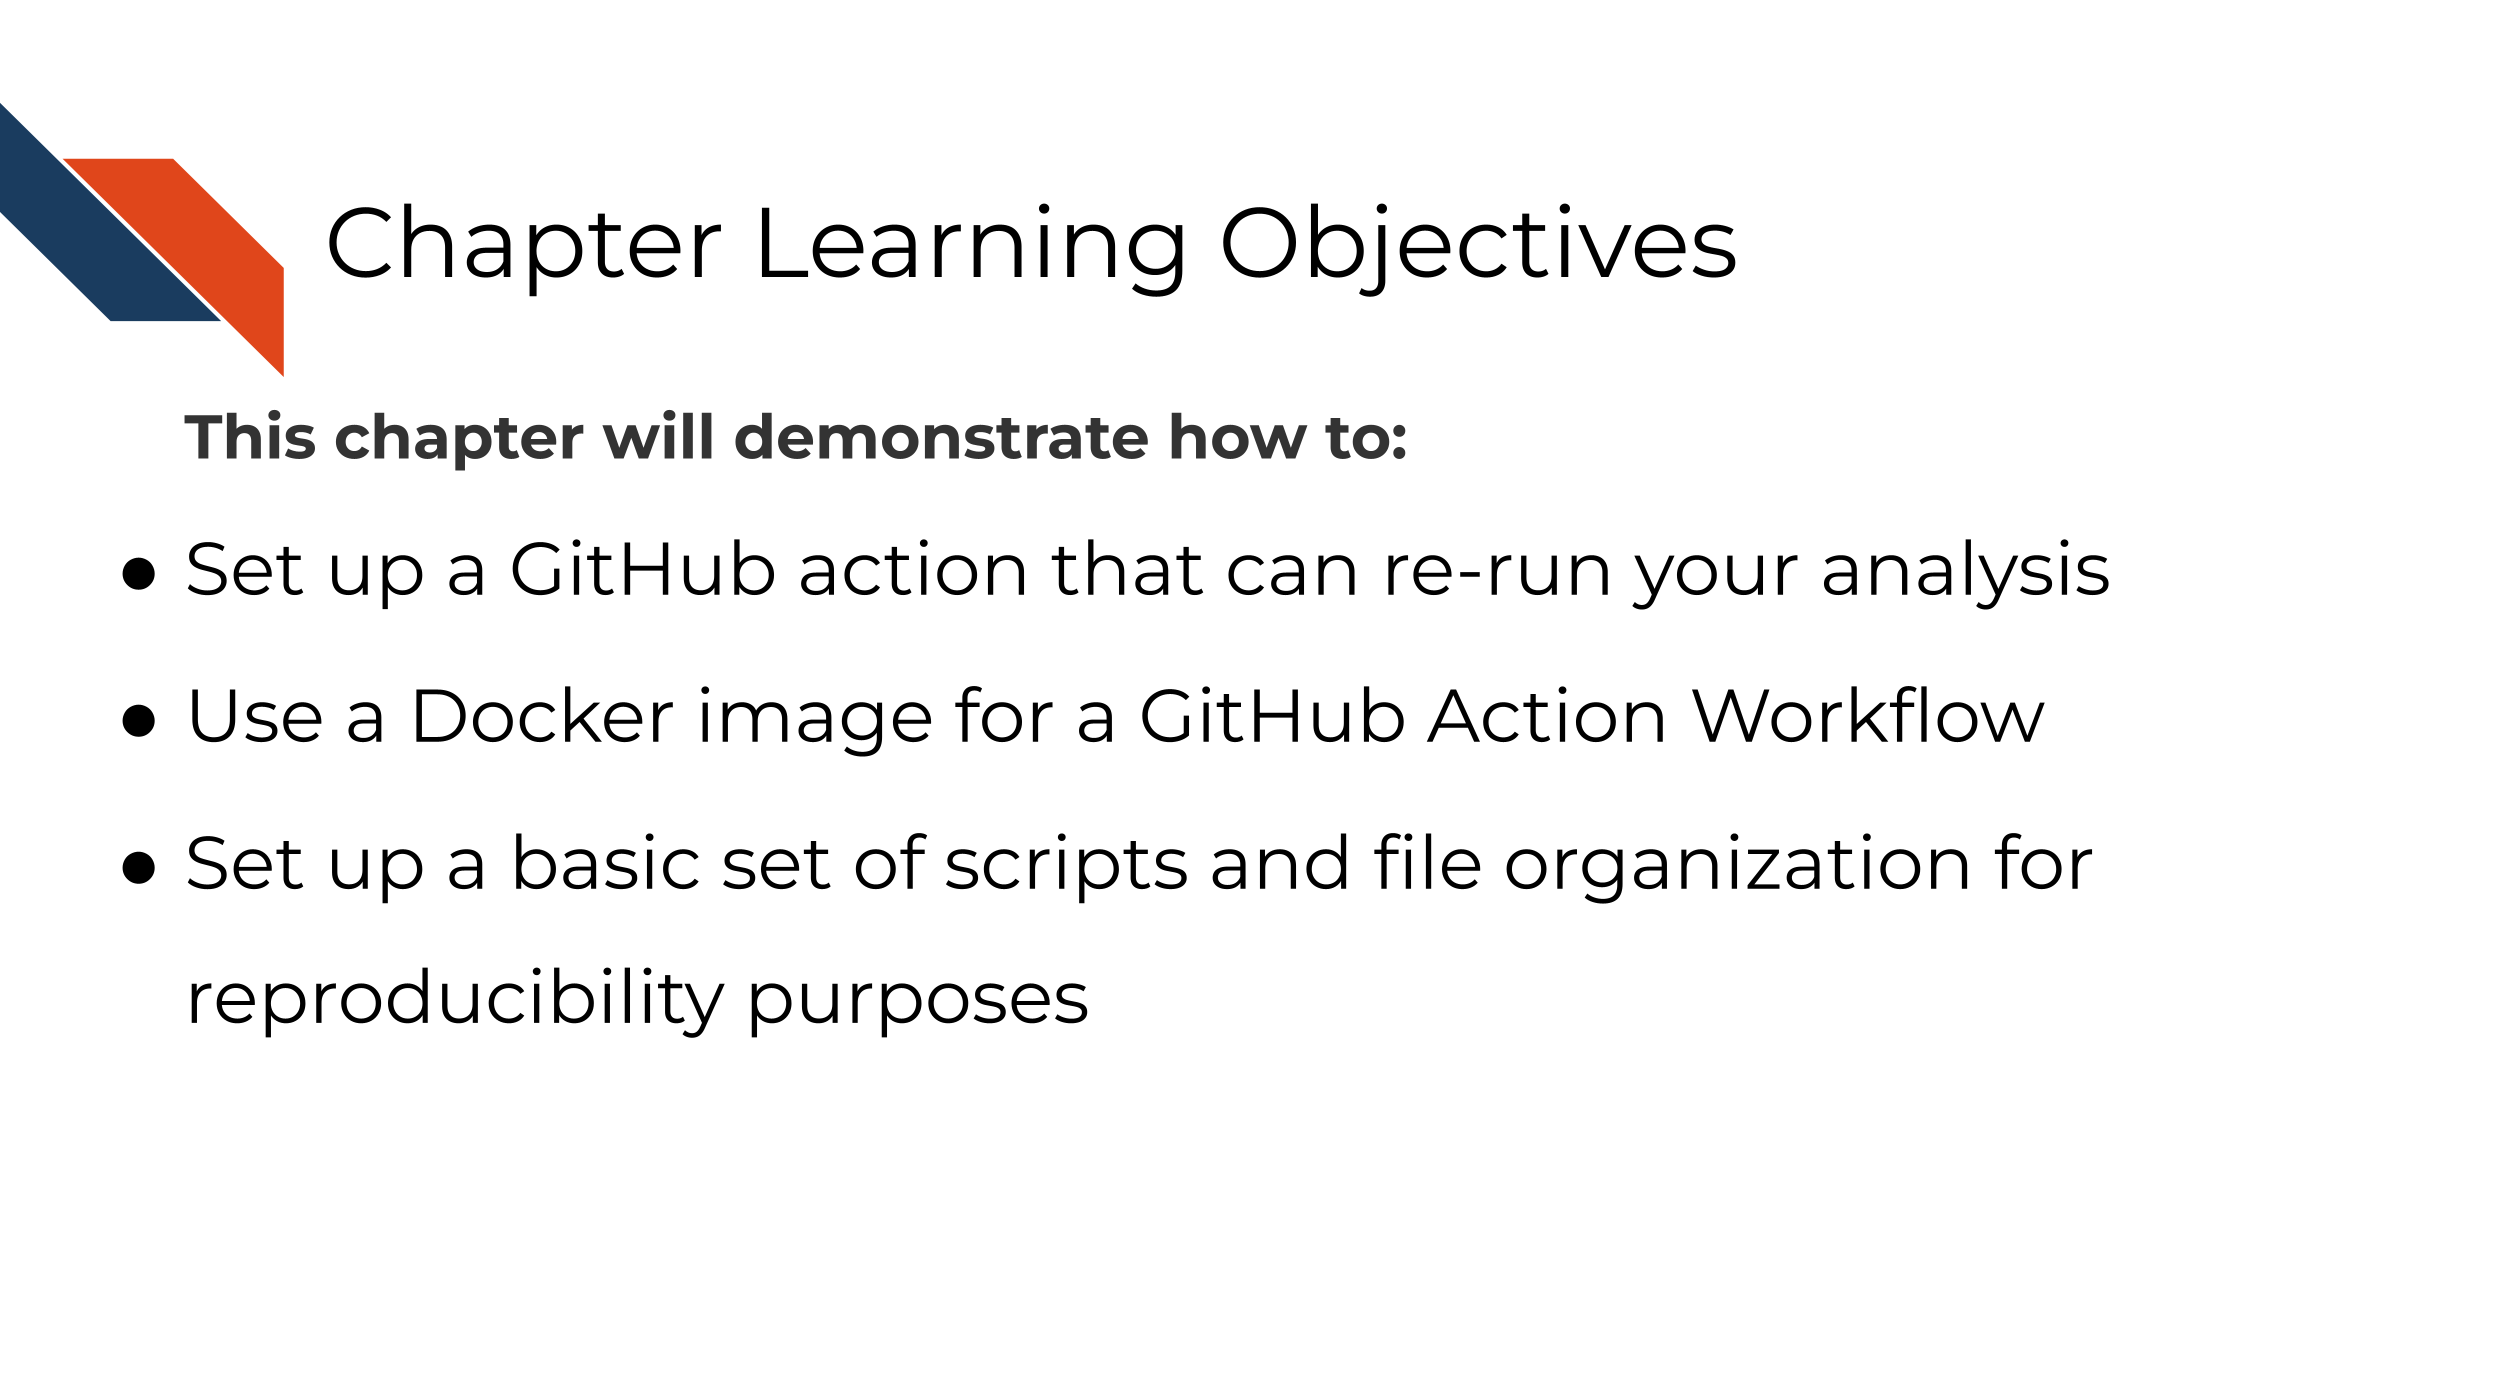 Chapter Learning Objectives
This chapter will demonstrate how to:
● Set up a GitHub action that can re-run your analysis
● Use a Docker image for a GitHub Action Workflow
● Set up a basic set of scripts and file organization for
reproducibility purposes